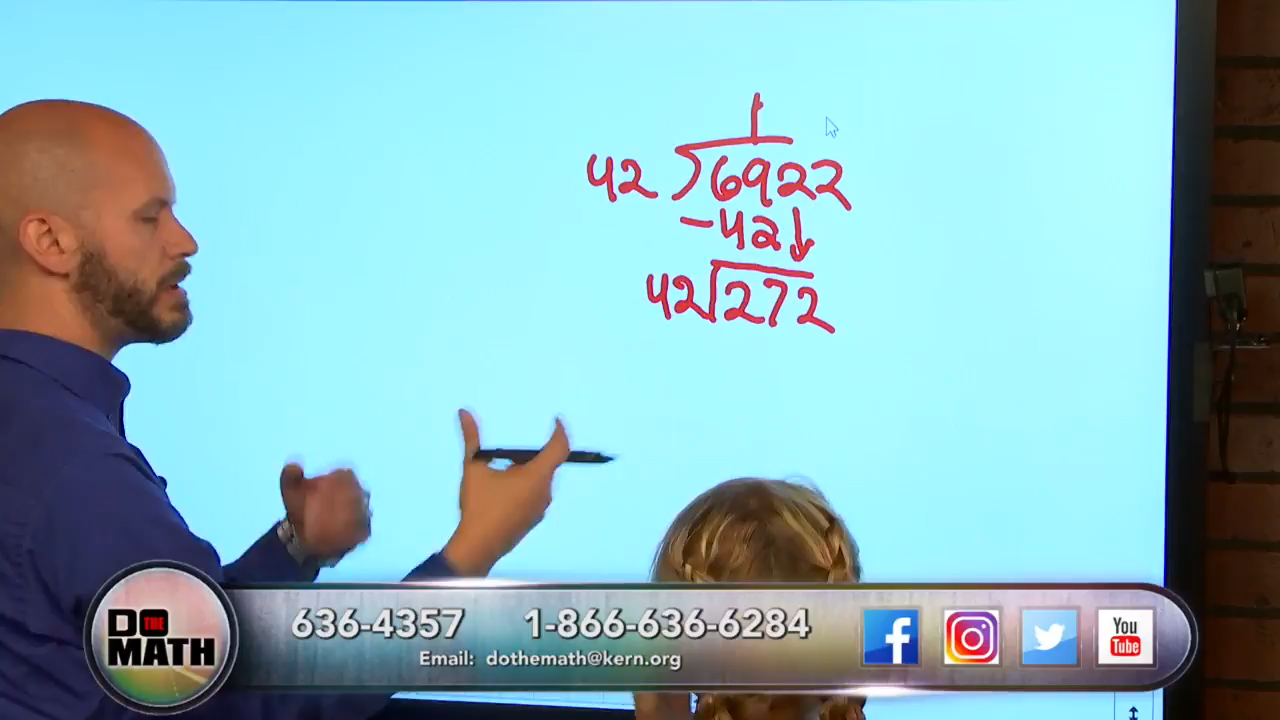 1
42 6922
-42
42 272
DO THE MATH
636-4357 1-866-636-6284
Email: dothemath@kern.org
f
You Tube